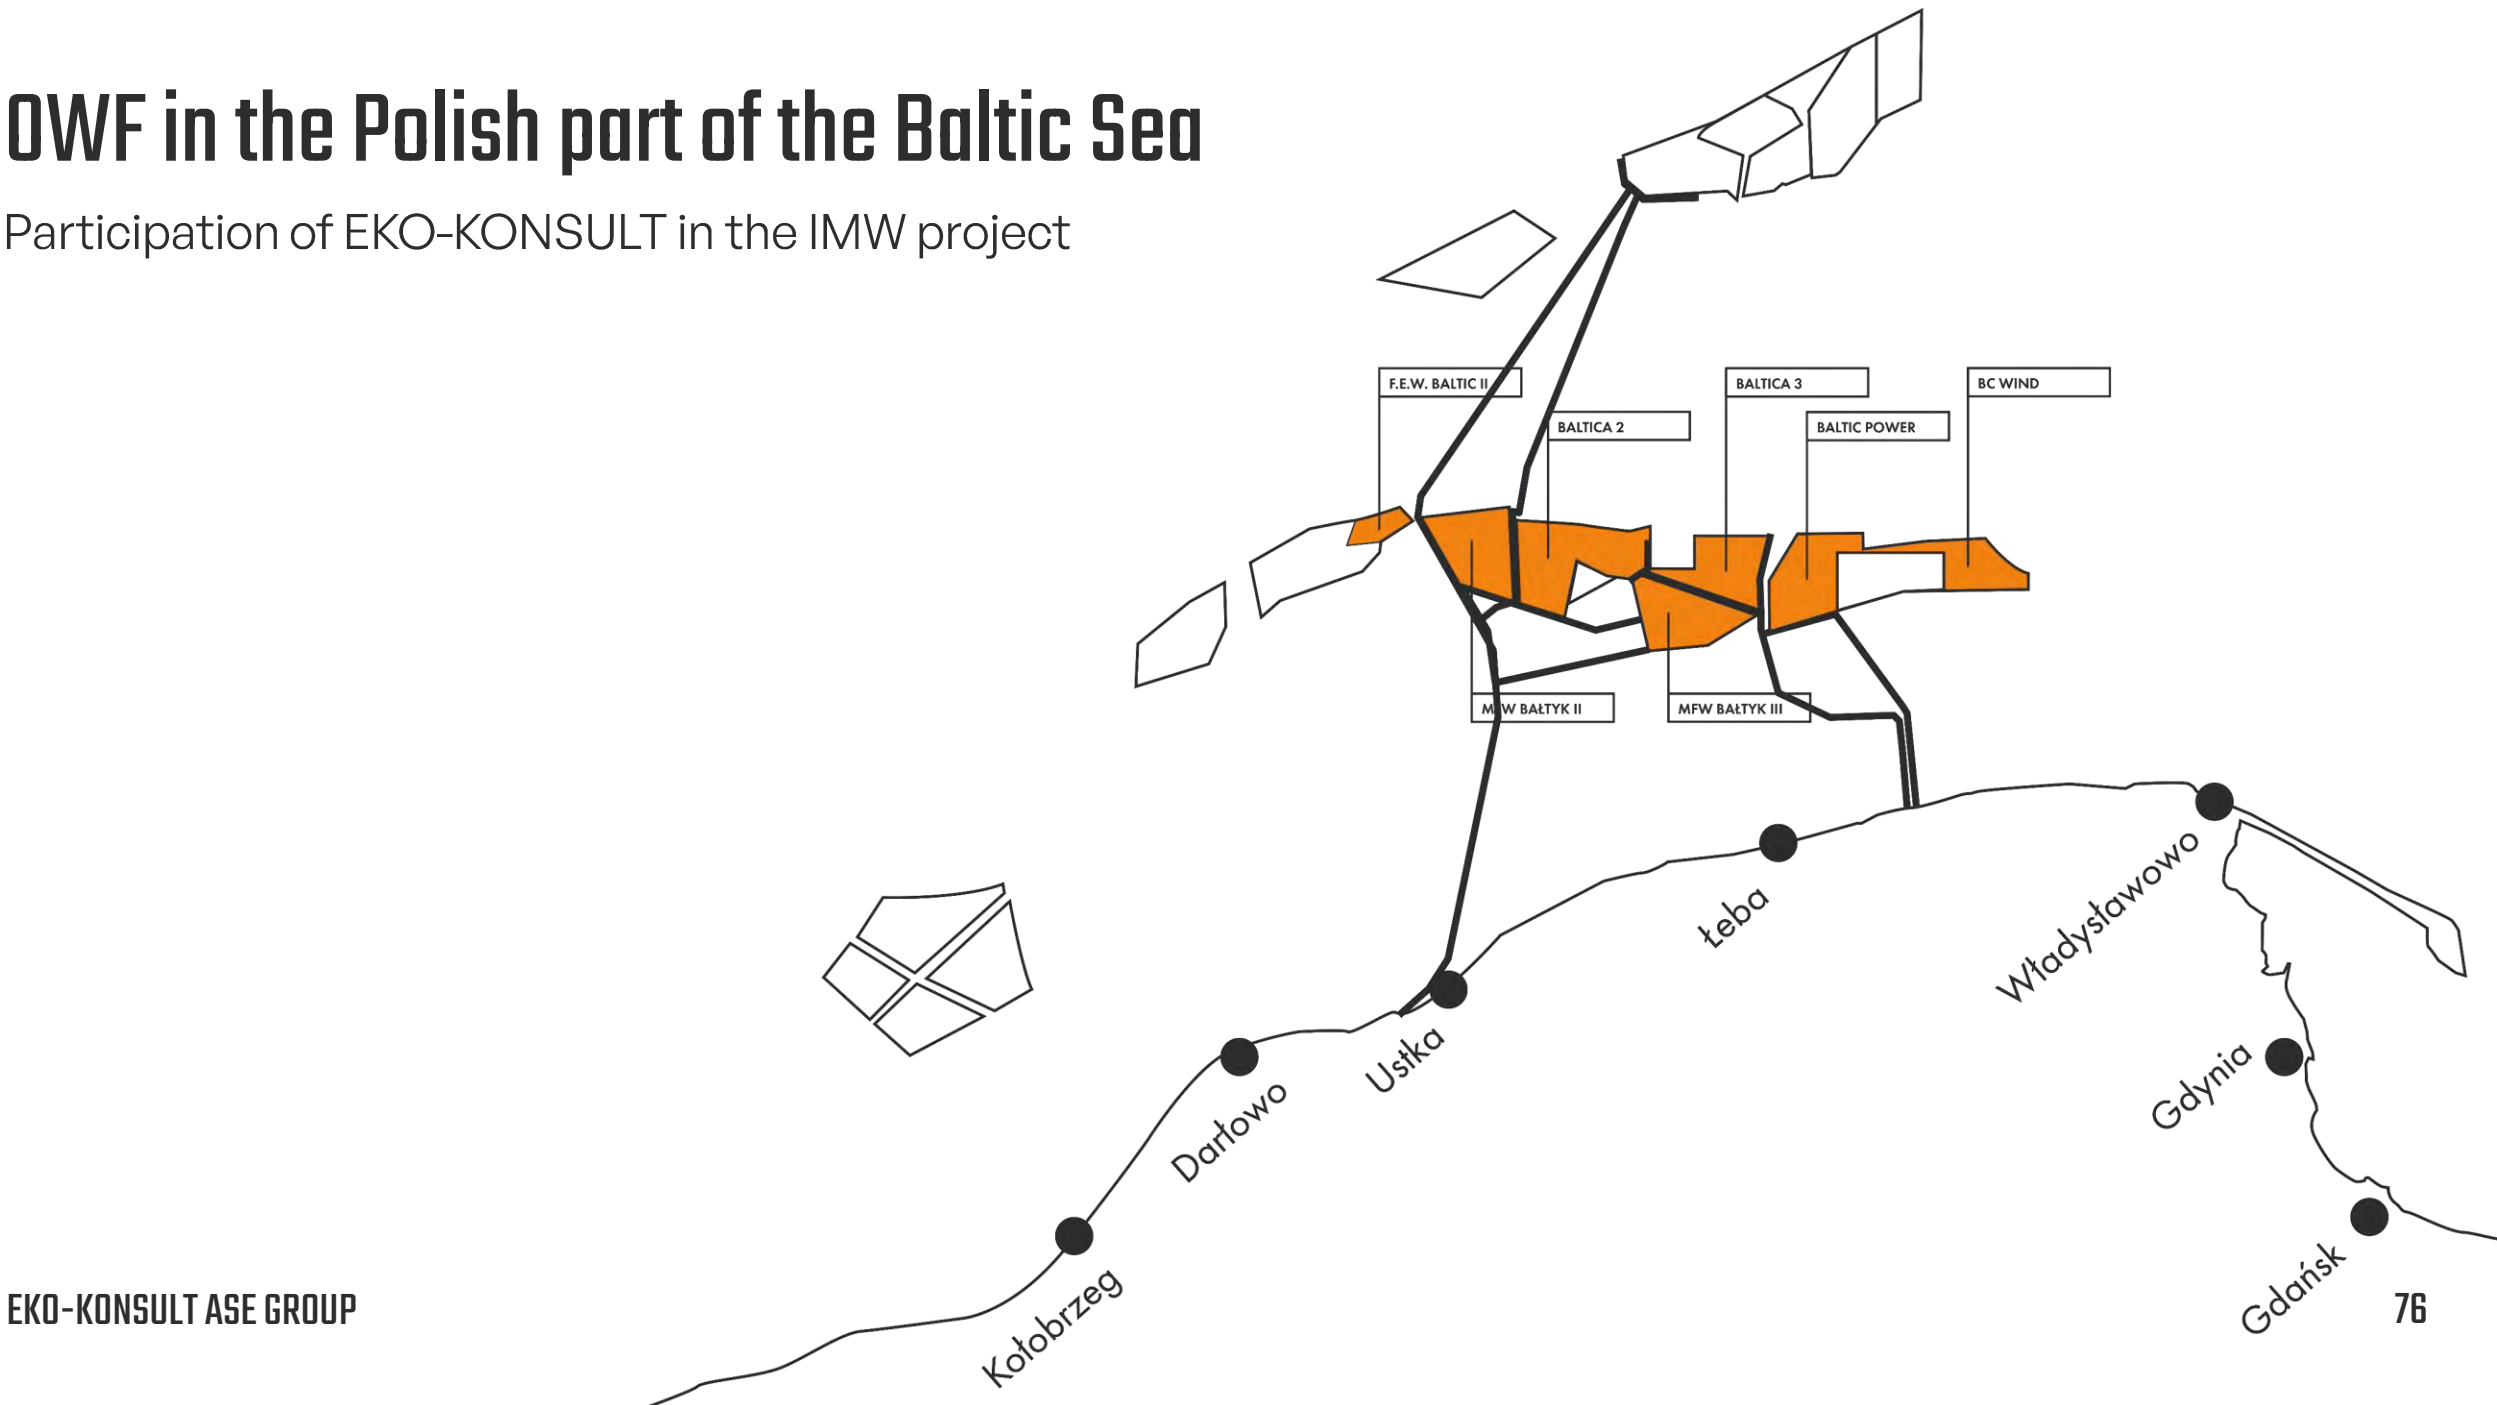 OWF in the Polish part of the Baltic Sea
Participation of EKO-KONSULT in the IMW project
F.E.W. BALTIC II
BALTICA 3
BC WIND
BALTICA 2
BALTIC POWER
MFW BAŁTYK II
MFW BAŁTYK III
Władysławowo
Łeba
Ustka
Gdynia
Darłowo
Gdańsk
Kołobrzeg
EKO-KONSULT ASE GROUP
76